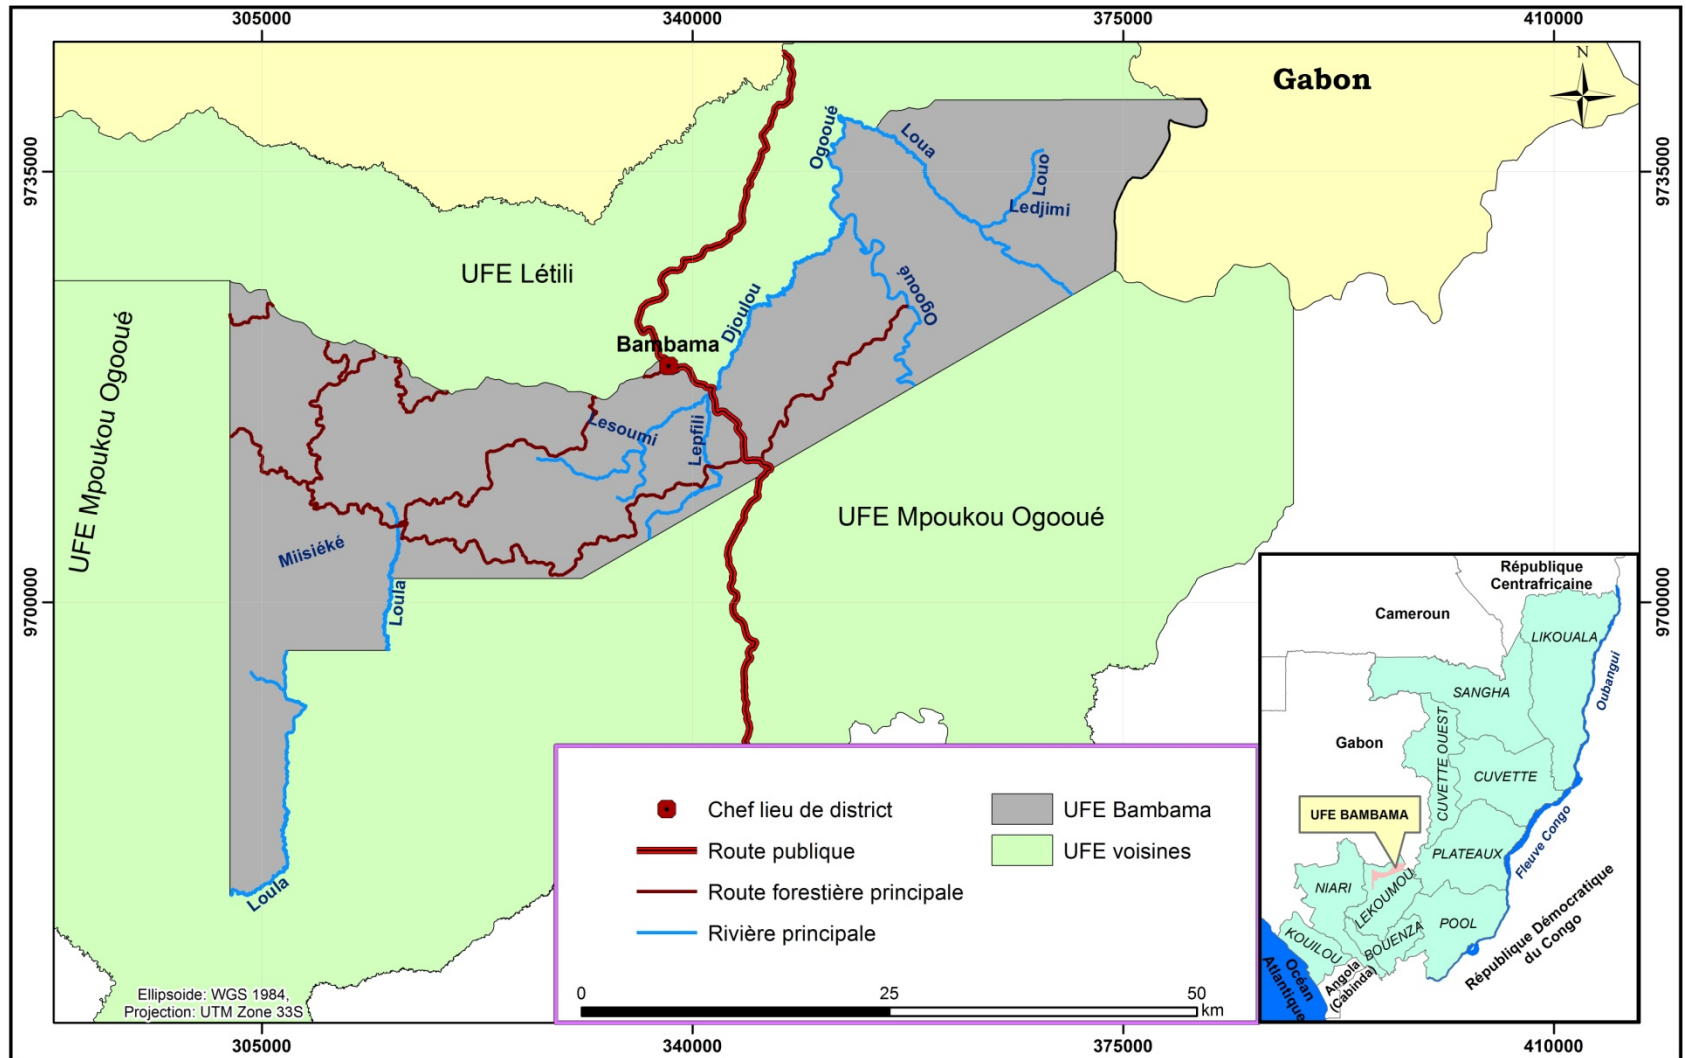 305000
340000
375000
410000
9735000
9735000
9700000
9700000
Gabon
N
Ogooué
Loua
Louo
Ledjimi
UFE Létili
Ogooué
Djoulou
Bambama
UFE Mpoukou Ogooué
Lesoumi
Lepfili
UFE Mpoukou Ogooué
Miisiéké
Loula
Loula
Chef lieu de district
Route publique
Route forestière principale
Rivière principale
UFE Bambama
UFE voisines
0
25
50
km
Ellipsoide: WGS 1984,
Projection: UTM Zone 33S
République
Centrafricaine
Cameroun
LIKOUALA
Oubangui
SANGHA
Gabon
CUVETTE OUEST
CUVETTE
UFE BAMBAMA
Fleuve Congo
PLATEAUX
NIARI
LEKOUMOU
POOL
BOUENZA
KOUILOU
République Démocratique
du Congo
Angola
(Cabinda)
Océan
Atlantique
305000
340000
375000
410000